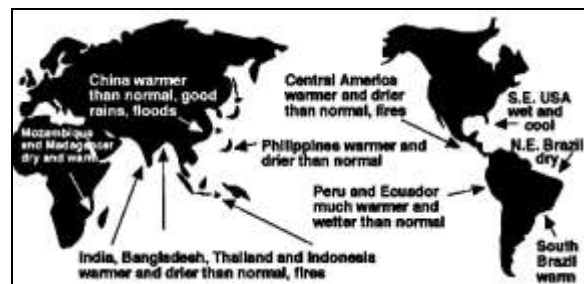 China warmer
than normal, good
rains, floods
Mozambique
and Madagascar
dry and warm
Central America
warmer and drier
than normal, fires
S.E. USA
wet and
cool
Philippines warmer and
drier than normal
N.E. Brazil
dry
Peru and Ecuador
much warmer and
wetter than normal
India, Bangladesh, Thailand and Indonesia
warmer and drier than normal, fires
South
Brazil
warm